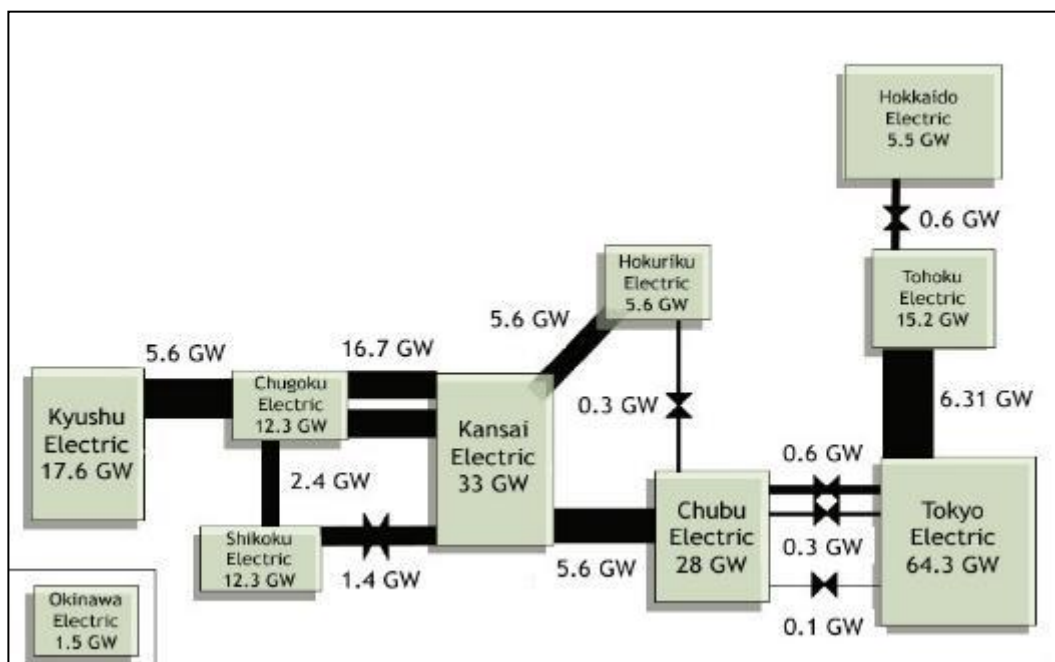 Hokkaido
Electric
5.5 GW
0.6 GW
Hokuriku
Electric
5.6 GW
Tohoku
Electric
15.2 GW
5.6 GW
5.6 GW
16.7 GW
6.31 GW
Kyushu
Electric
17.6 GW
Chugoku
Electric
12.3 GW
Kansai
Electric
33 GW
0.3 GW
2.4 GW
0.6 GW
Chubu
Electric
28 GW
Tokyo
Electric
64.3 GW
Shikoku
Electric
12.3 GW
1.4 GW
5.6 GW
0.3 GW
0.1 GW
Okinawa
Electric
1.5 GW